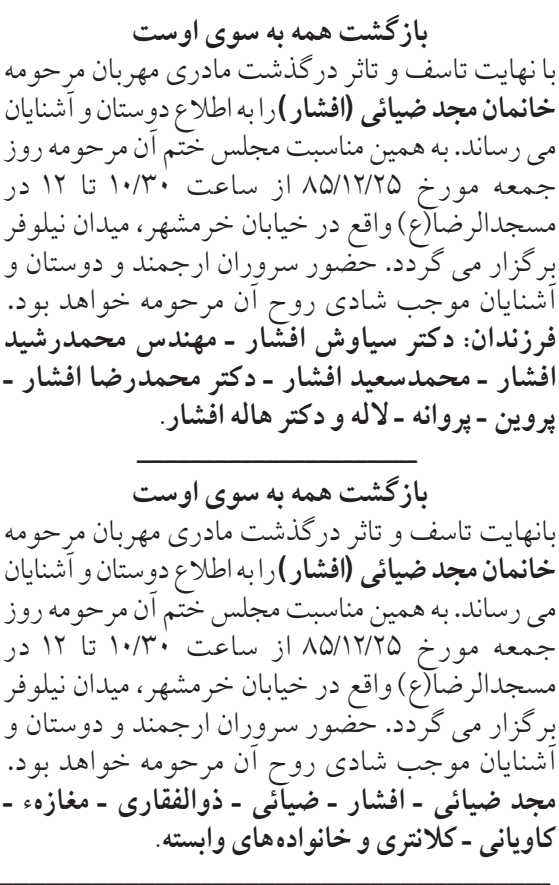 بازگشت همه به سوی اوست
با نهایت تاسف و تاثر درگذشت مادری مهربان مرحومه
خانمان مجد ضیائی (افشار) را به اطلاع دوستان و آشنایان
می رساند. به همین مناسبت مجلس ختم آن مرحومه روز
جمعه مورخ ۸۵/۱۲/۲۵ از ساعت ۱۰/۳۰ تا ۱۲ در
مسجدالرضا(ع) واقع در خیابان خرمشهر، میدان نیلوفر
برگزار می گردد. حضور سروران ارجمند و دوستان و
آشنایان موجب شادی روح آن مرحومه خواهد بود.
فرزندان: دکتر سیاوش افشار - مهندس محمدرشید
افشار - محمدسعید افشار - دکتر محمدرضا افشار -
پروین - پروانه - لاله و دکتر هاله افشار.
بازگشت همه به سوی اوست
بانهایت تاسف و تاثر درگذشت مادری مهربان مرحومه
خانمان مجد ضیائی (افشار) را به اطلاع دوستان و آشنایان
می رساند. به همین مناسبت مجلس ختم آن مرحومه روز
جمعه مورخ ۸۵/۱۲/۲۵ از ساعت ۱۰/۳۰ تا ۱۲ در
مسجدالرضا(ع) واقع در خیابان خرمشهر، میدان نیلوفر
برگزار می گردد. حضور سروران ارجمند و دوستان و
آشنایان موجب شادی روح آن مرحومه خواهد بود.
مجد ضیائی - افشار - ضیائی - ذوالفقاری - مغازهء -
کاویانی - کلانتری و خانواده‌های وابسته.